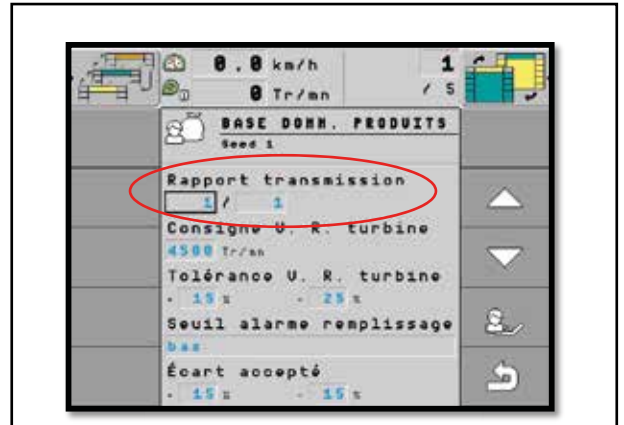 0.0 km/h 1
0 Tr/mn / 5
BASE DONN. PRODUITS
Seed 1
Rapport transmission
1 / 1
Consigne V. R. turbine
4500 Tr/mn
Tolérance V. R. turbine
- 15 % - 25 %
Seuil alarme remplissage
bas
Écart accepté
- 15 % - 15 %